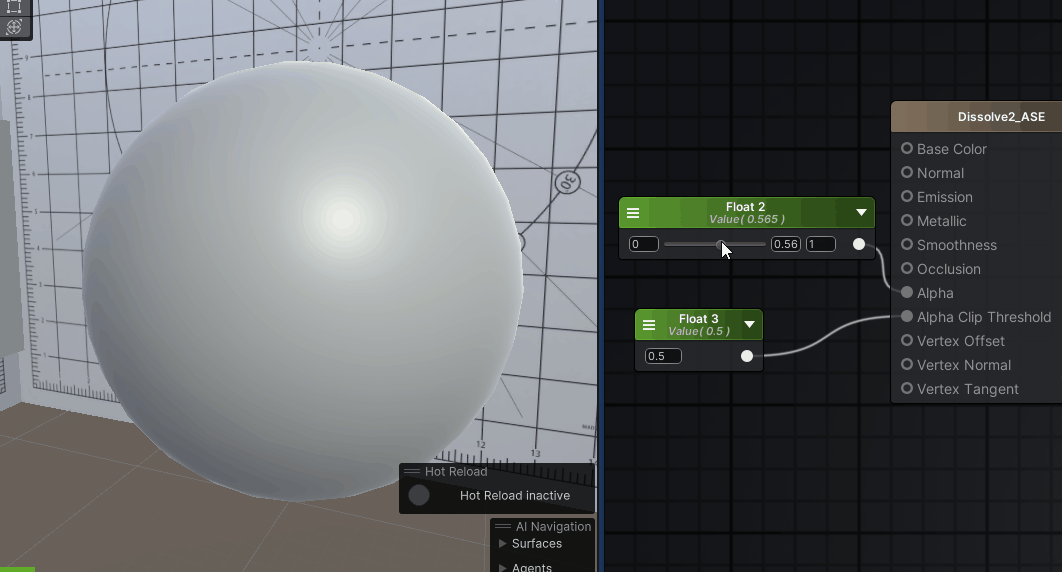 30
12
13
Hot Reload
Hot Reload inactive
AI Navigation
Surfaces
Agents
Float 2
Value( 0.565 )
0
0.56
1
Float 3
Value( 0.5 )
0.5
Dissolve2_ASE
Base Color
Normal
Emission
Metallic
Smoothness
Occlusion
Alpha
Alpha Clip Threshold
Vertex Offset
Vertex Normal
Vertex Tangent